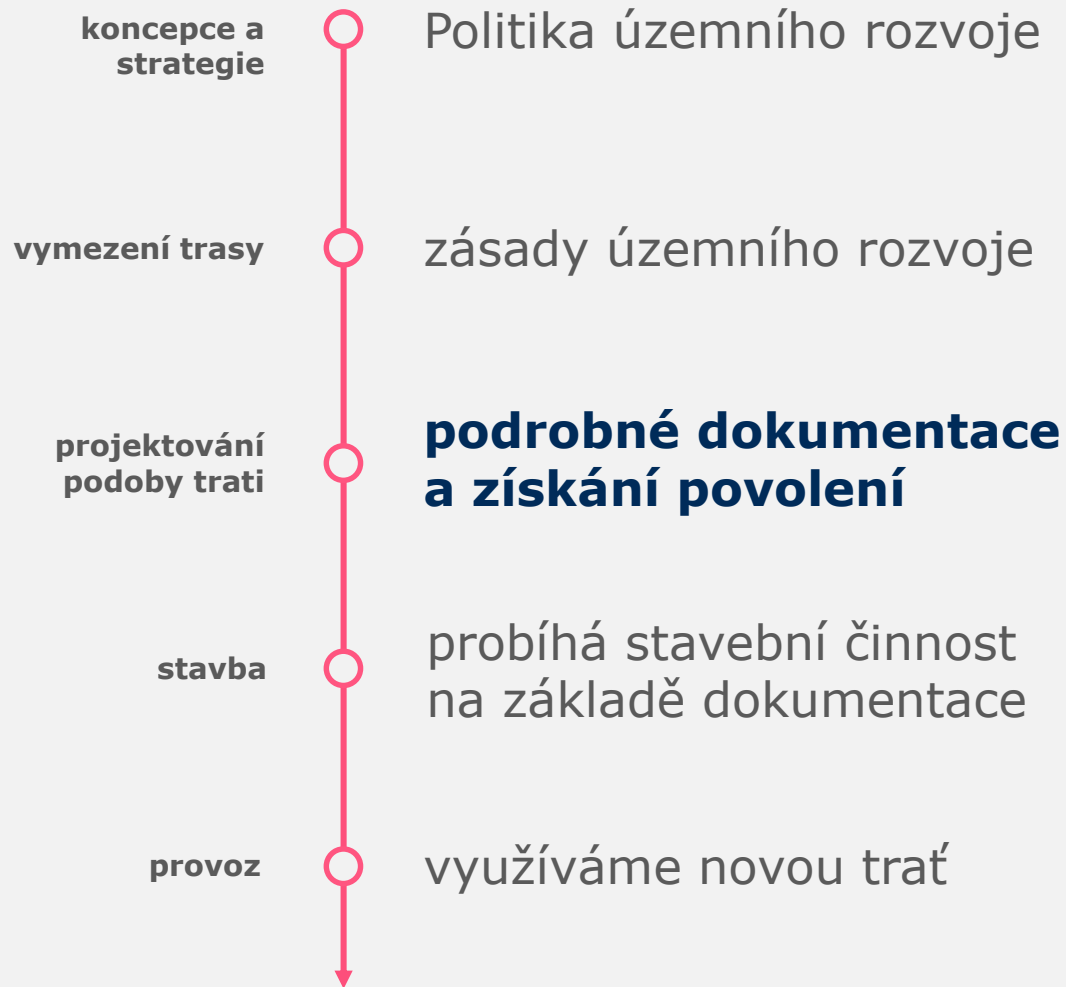 koncepce a
strategie
Politika územního rozvoje
vymezení trasy
zásady územního rozvoje
projektování
podoby trati
podrobné dokumentace
a získání povolení
stavba
probíhá stavební činnost
na základě dokumentace
provoz
využíváme novou trať